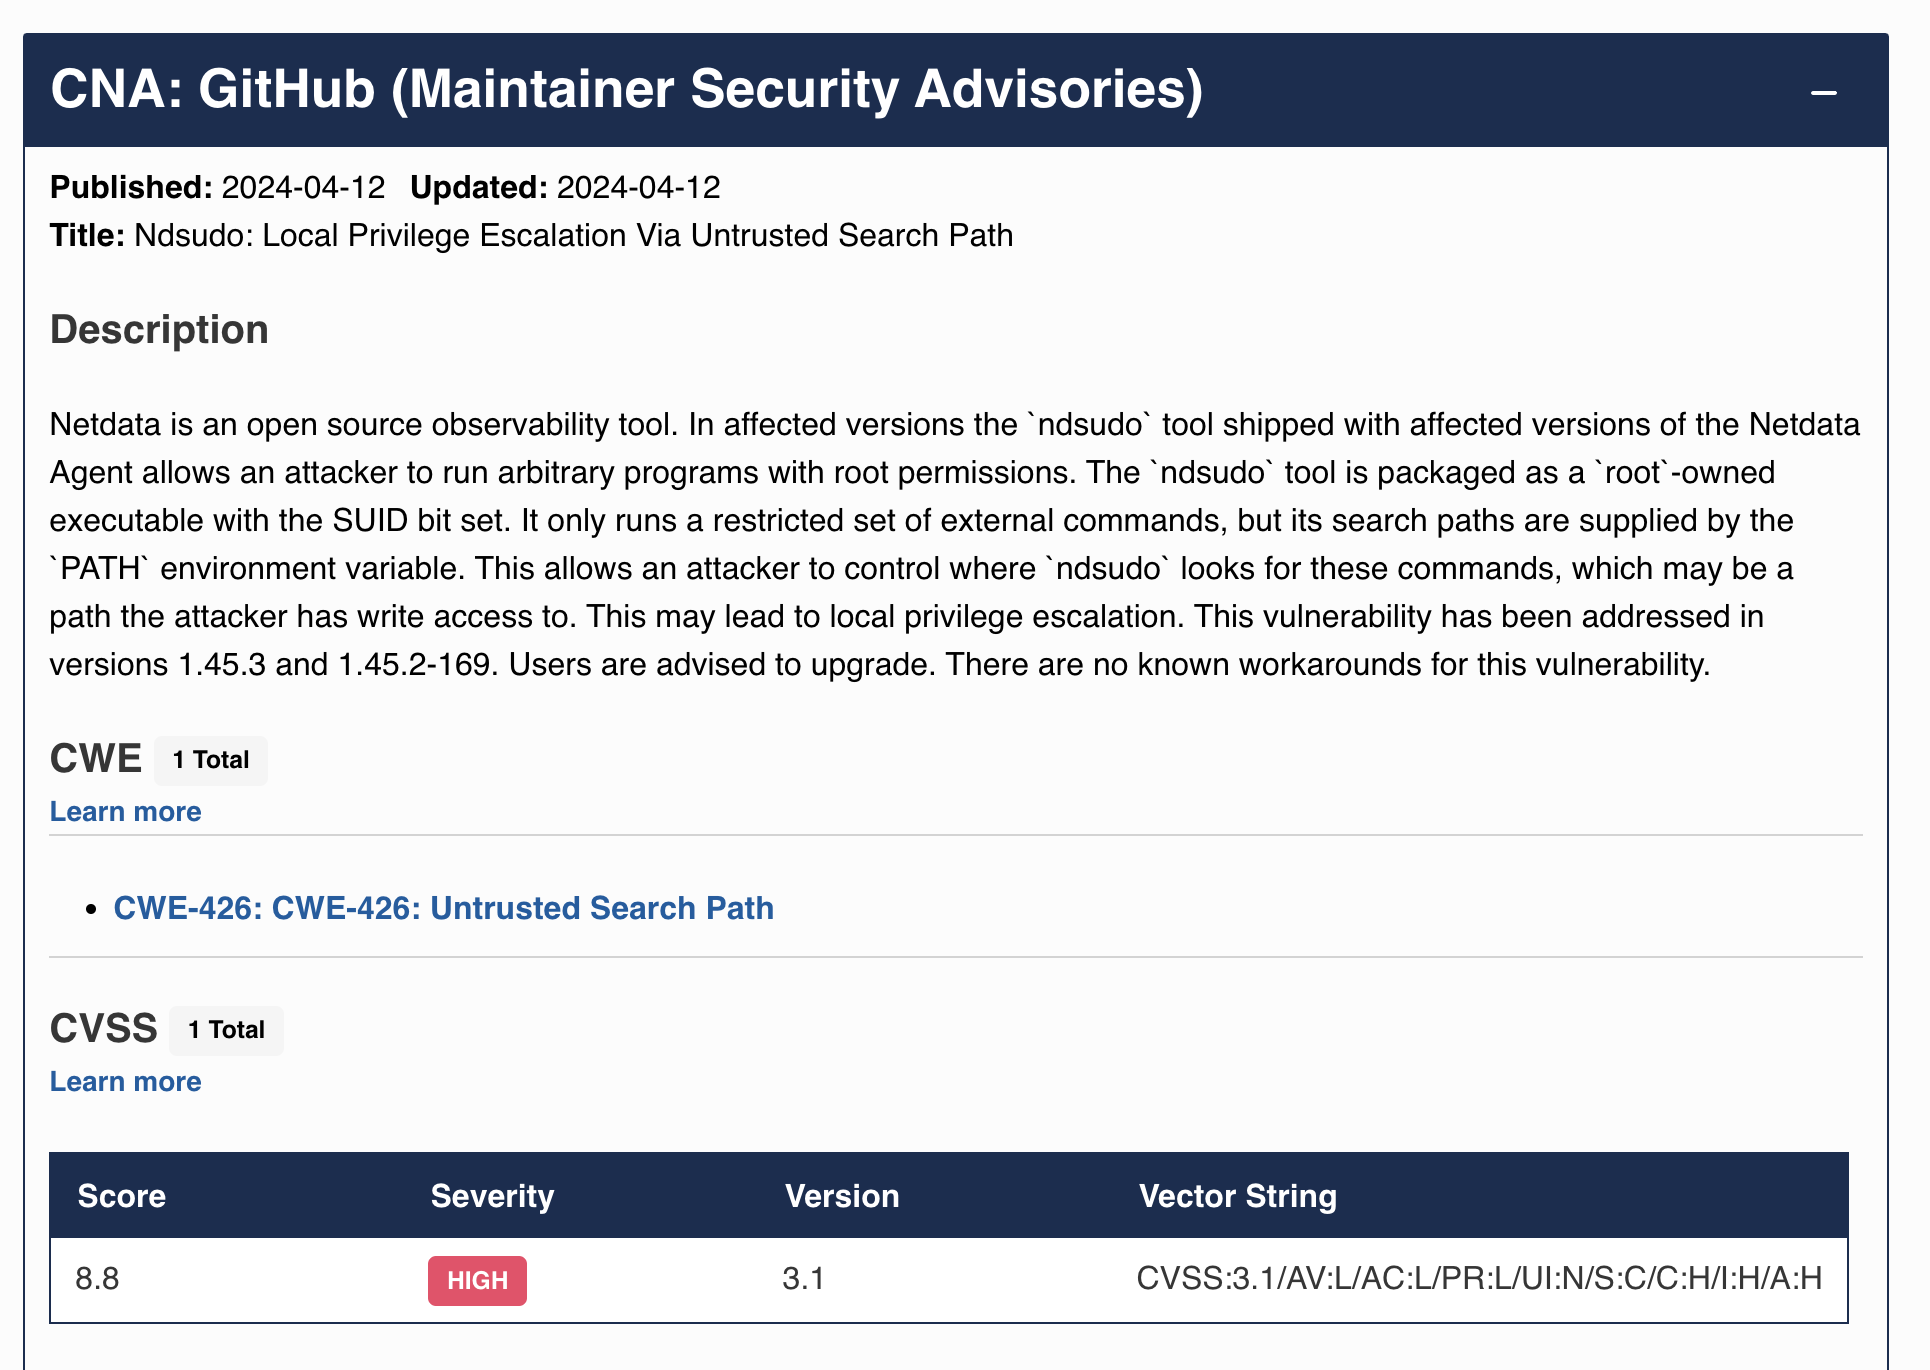 CNA: GitHub (Maintainer Security Advisories)
Published: 2024-04-12 Updated: 2024-04-12
Title: Ndsudo: Local Privilege Escalation Via Untrusted Search Path
Description
Netdata is an open source observability tool. In affected versions the `ndsudo` tool shipped with affected versions of the Netdata
Agent allows an attacker to run arbitrary programs with root permissions. The `ndsudo` tool is packaged as a `root`-owned
executable with the SUID bit set. It only runs a restricted set of external commands, but its search paths are supplied by the
`PATH` environment variable. This allows an attacker to control where `ndsudo` looks for these commands, which may be a
path the attacker has write access to. This may lead to local privilege escalation. This vulnerability has been addressed in
versions 1.45.3 and 1.45.2-169. Users are advised to upgrade. There are no known workarounds for this vulnerability.
CWE 1 Total
Learn more
• CWE-426: CWE-426: Untrusted Search Path
CVSS 1 Total
Learn more
Score Severity Version Vector String
8.8 HIGH 3.1 CVSS:3.1/AV:L/AC:L/PR:L/UI:N/S:C/C:H/I:H/A:H